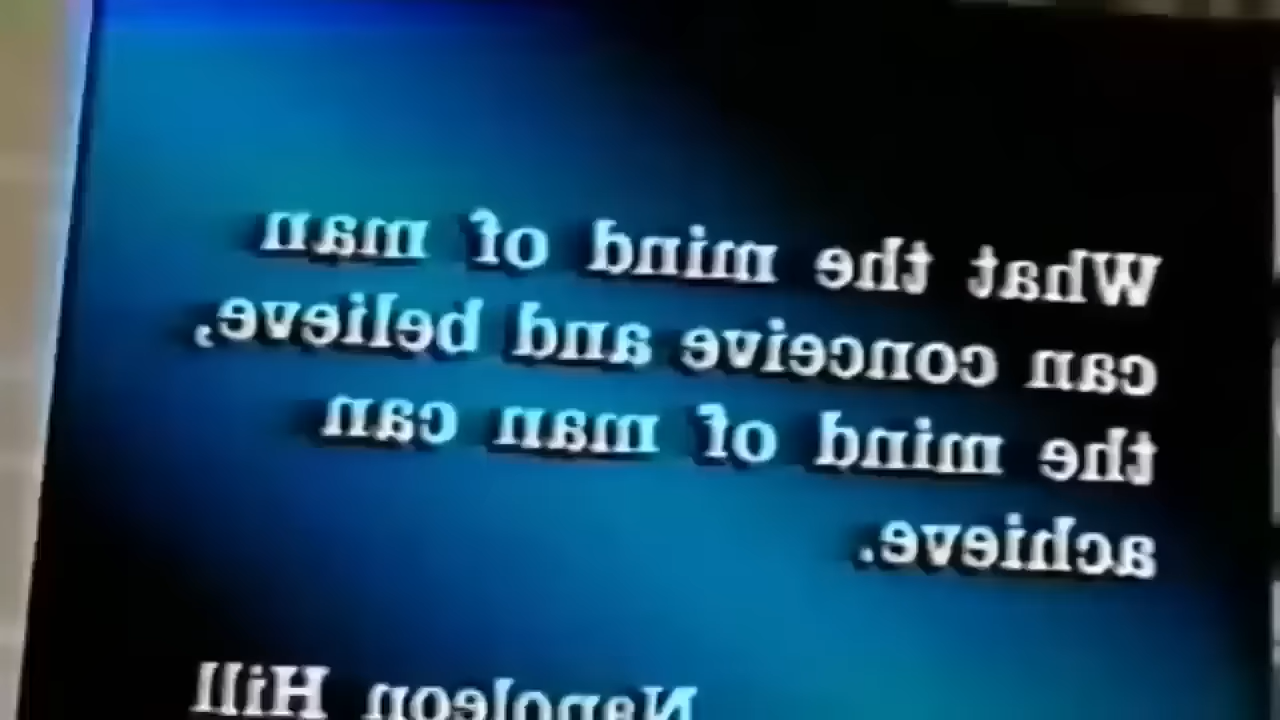 What the mind of man
can conceive and believe,
the mind of man can
achieve.
Napoleon Hill